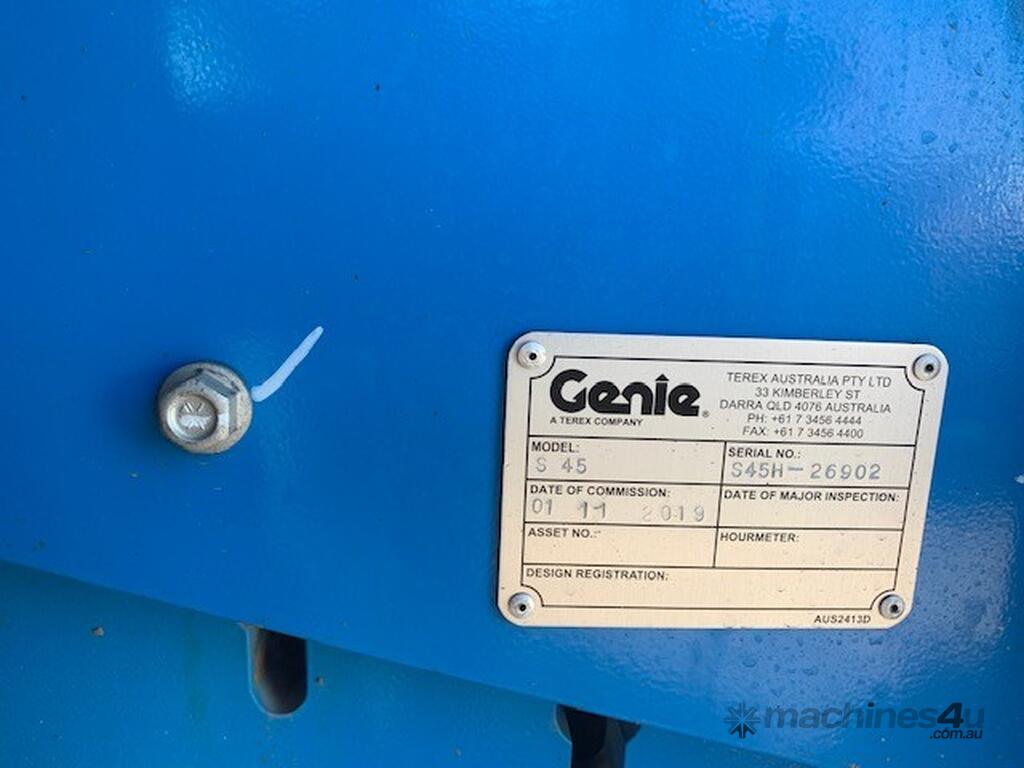 Genie®
A TEREX COMPANY
TEREX AUSTRALIA PTY LTD
33 KIMBERLEY ST
DARRA QLD 4076 AUSTRALIA
PH: +61 7 3456 4444
FAX: +61 7 3456 4400
MODEL:
S 45
SERIAL NO.:
S45H-26902
DATE OF COMMISSION:
01 11 2019
DATE OF MAJOR INSPECTION:
ASSET NO.:
HOURMETER:
DESIGN REGISTRATION:
AUS2413D
machines4u
.com.au